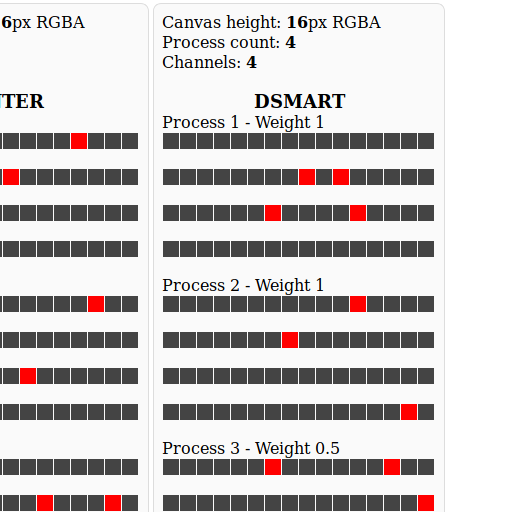 6px RGBA
TER
Canvas height: 16px RGBA
Process count: 4
Channels: 4
DSMART
Process 1 - Weight 1
Process 2 - Weight 1
Process 3 - Weight 0.5